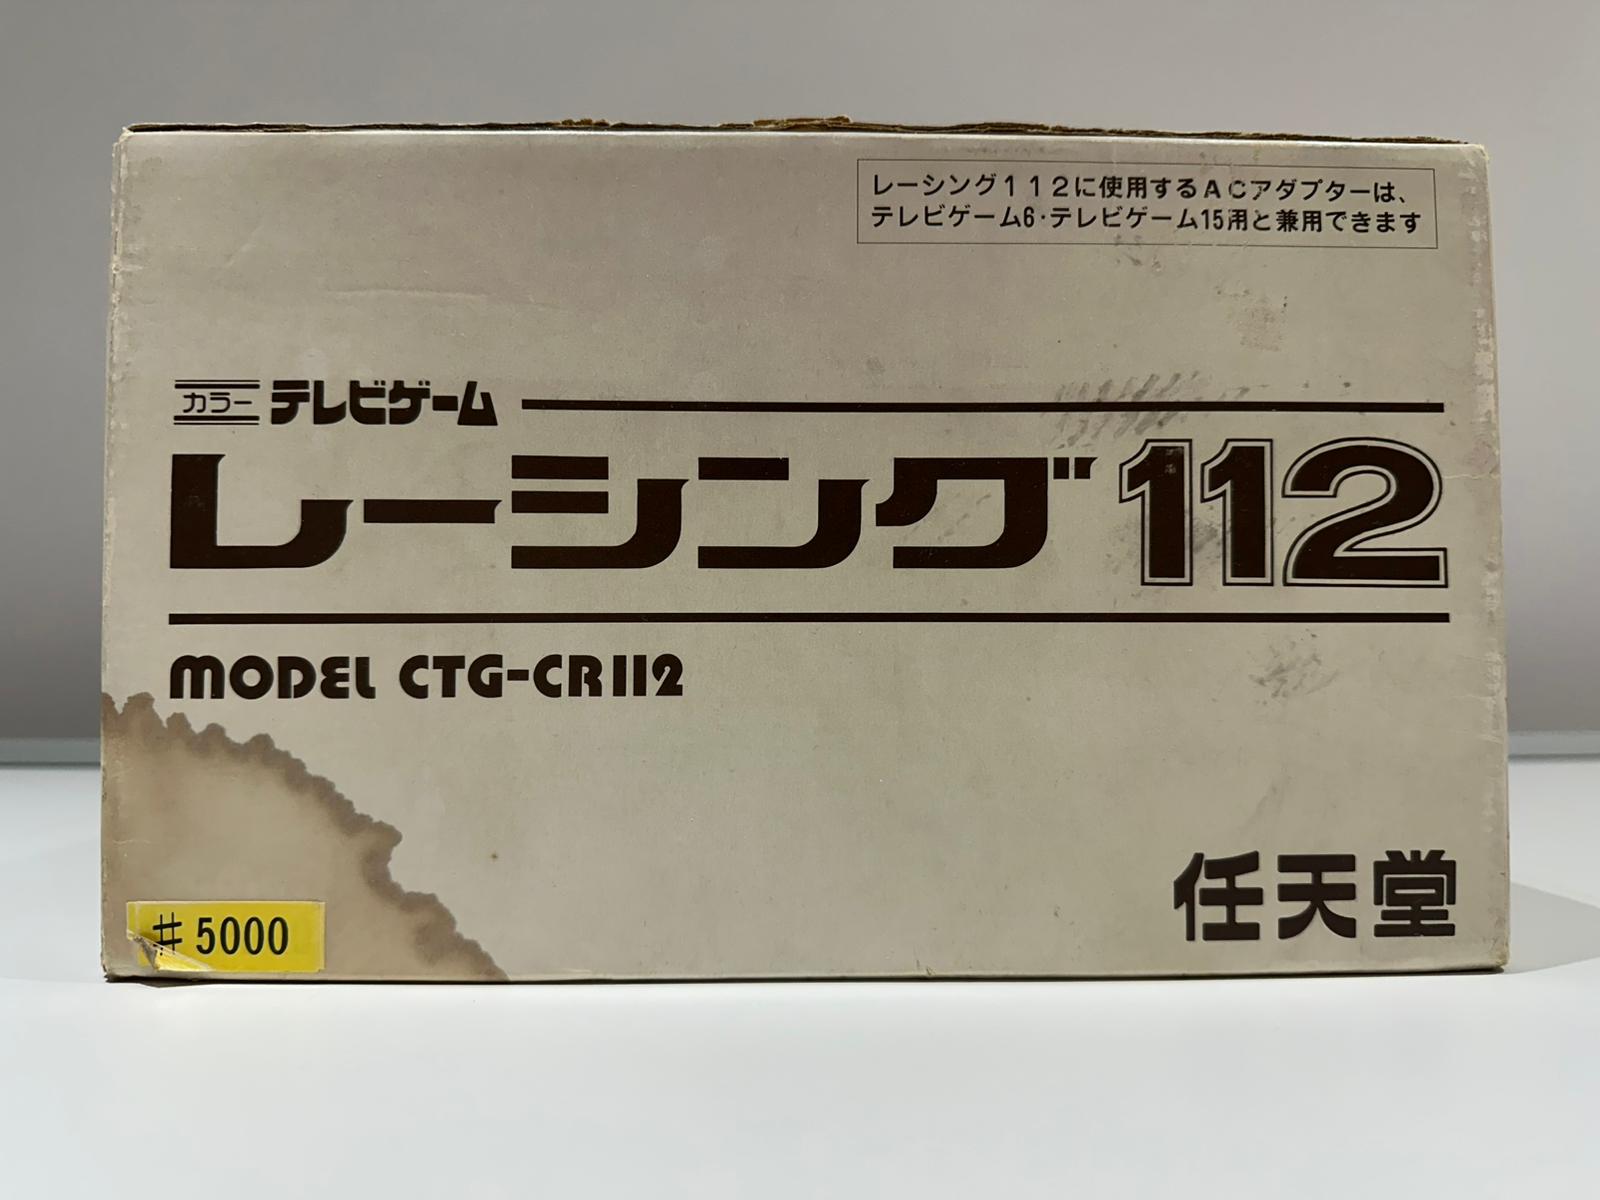 レーシング112に使用するACアダプターは、
テレビゲーム6・テレビゲーム15用と兼用できます
カラー テレビゲーム
レーシング112
MODEL CTG-CR112
任天堂
#5000